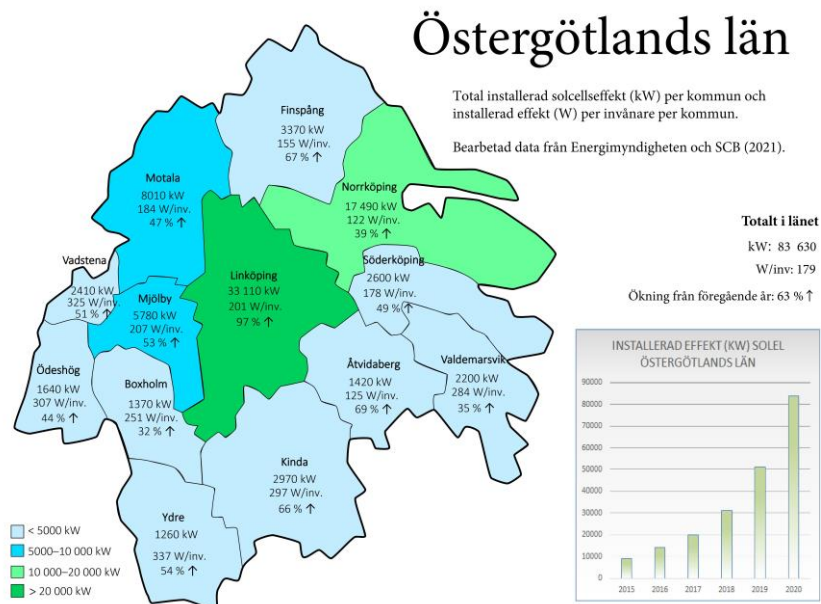 Östergötlands län
Total installerad solcellseffekt (kW) per kommun och
installerad effekt (W) per invånare per kommun.
Bearbetad data från Energimyndigheten och SCB (2021).
Finspång
3370 kW
155 W/inv.
67 % ↑
Motala
8010 kW
184 W/inv.
47 % ↑
Norrköping
17 490 kW
122 W/inv.
39 % ↑
Vadstena
2410 kW
325 W/inv.
51 % ↑
Mjölby
5780 kW
207 W/inv.
53 % ↑
Linköping
33 110 kW
201 W/inv.
97 % ↑
Söderköping
2600 kW
178 W/inv.
49 % ↑
Ödeshög
1640 kW
307 W/inv.
44 % ↑
Boxholm
1370 kW
251 W/inv.
32 % ↑
Åtvidaberg
1420 kW
125 W/inv.
69 % ↑
Valdemarsvik
2200 kW
284 W/inv.
35 % ↑
Kinda
2970 kW
297 W/inv.
66 % ↑
Ydre
1260 kW
337 W/inv.
54 % ↑
< 5000 kW
5000–10 000 kW
10 000–20 000 kW
> 20 000 kW
Totalt i länet
kW: 83 630
W/inv: 179
Ökning från föregående år: 63 % ↑
INSTALLERAD EFFEKT (KW) SOLEL
ÖSTERGÖTLANDS LÄN
90000
80000
70000
60000
50000
40000
30000
20000
10000
0
2015 2016 2017 2018 2019 2020